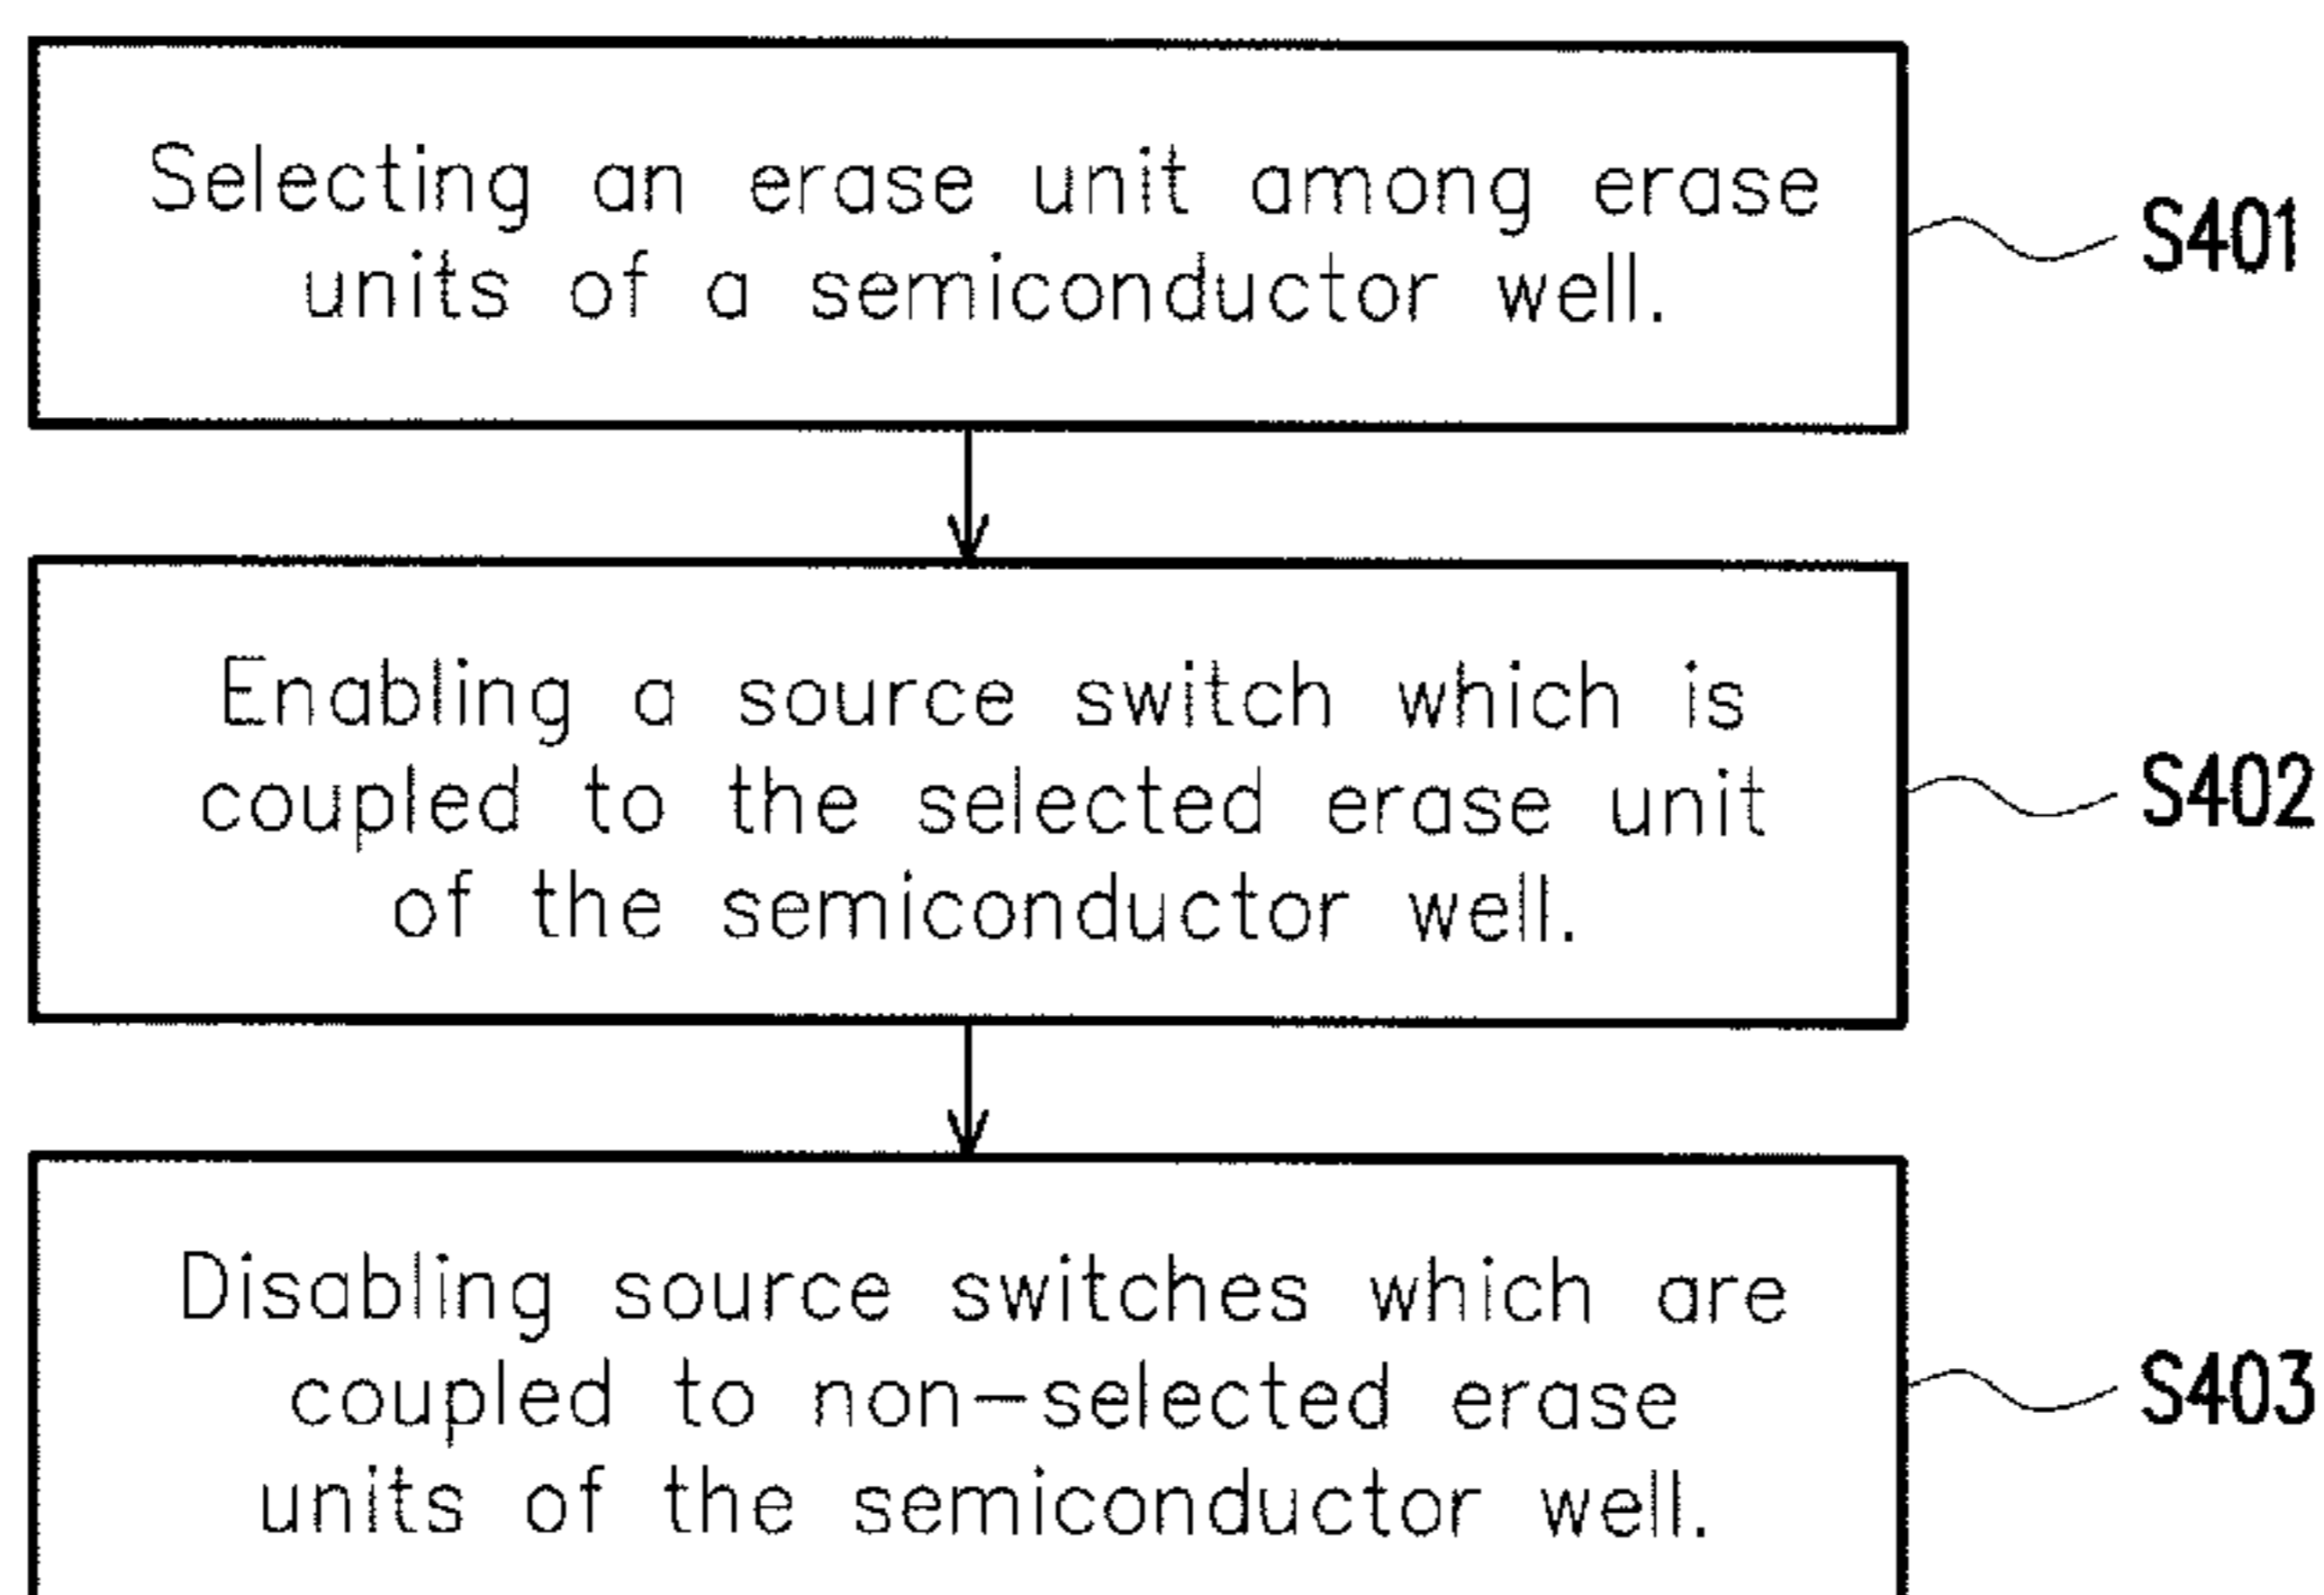 Selecting an erase unit among erase
units of a semiconductor well.
S401
Enabling a source switch which is
coupled to the selected erase unit
of the semiconductor well.
S402
Disabling source switches which are
coupled to non-selected erase
units of the semiconductor well.
S403